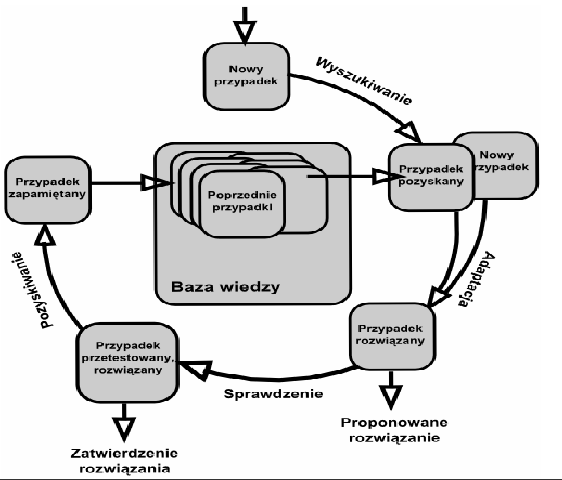 Nowy
przypadek
Wyszukiwanie
Przypadek
zapamiętany
Poprzednie
przypadki
Przypadek
pozyskany
Nowy
rzypadek
Baza wiedzy
Adaptacja
Pozyskiwanie
Przypadek
rozwiązany
Przypadek
przetestowany,
rozwiązany
Sprawdzenie
Proponowane
rozwiązanie
Zatwierdzenie
rozwiązania